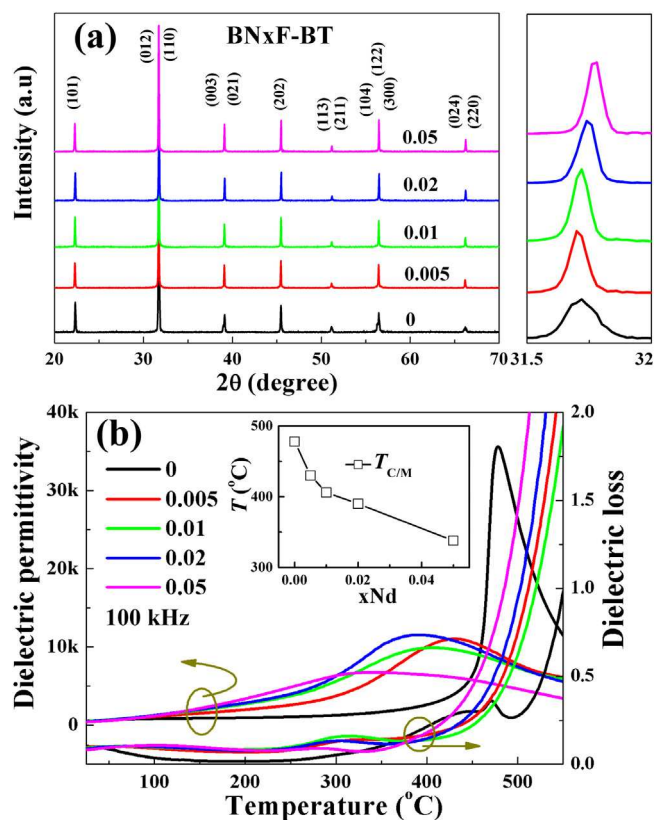 (a) BNxF-BT
Intensity (a.u)
(101)
(012)
(110)
(003)
(021)
(202)
(113)
(211)
(104)
(122)
(300)
(024)
(220)
0.05
0.02
0.01
0.005
0
20 30 40 50 60 70
2θ (degree)
31.5 32
(b)
Dielectric permittivity
40k
30k
20k
10k
0
0
0.005
0.01
0.02
0.05
100 kHz
T (°C)
500
400
300
T C/M
0.00 0.02 0.04
xNd
2.0
1.5
1.0
0.5
0.0
Dielectric loss
100 200 300 400 500
Temperature (°C)